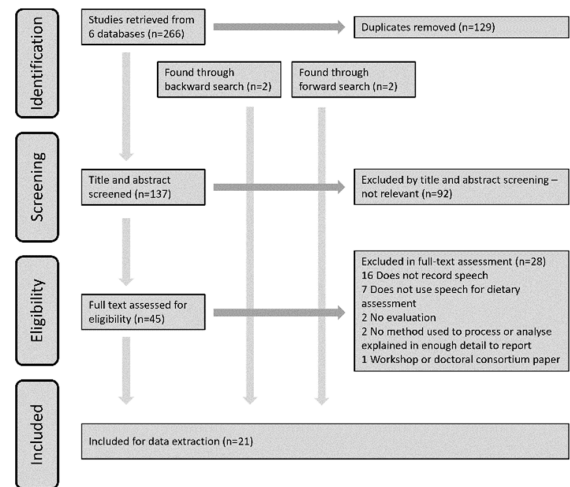 Identification
Studies retrieved from
6 databases (n=266)
Duplicates removed (n=129)
Found through
backward search (n=2)
Found through
forward search (n=2)
Screening
Title and abstract
screened (n=137)
Excluded by title and abstract screening –
not relevant (n=92)
Eligibility
Full text assessed for
eligibility (n=45)
Excluded in full-text assessment (n=28)
16 Does not record speech
7 Does not use speech for dietary
assessment
2 No evaluation
2 No method used to process or analyse
explained in enough detail to report
1 Workshop or doctoral consortium paper
Included
Included for data extraction (n=21)